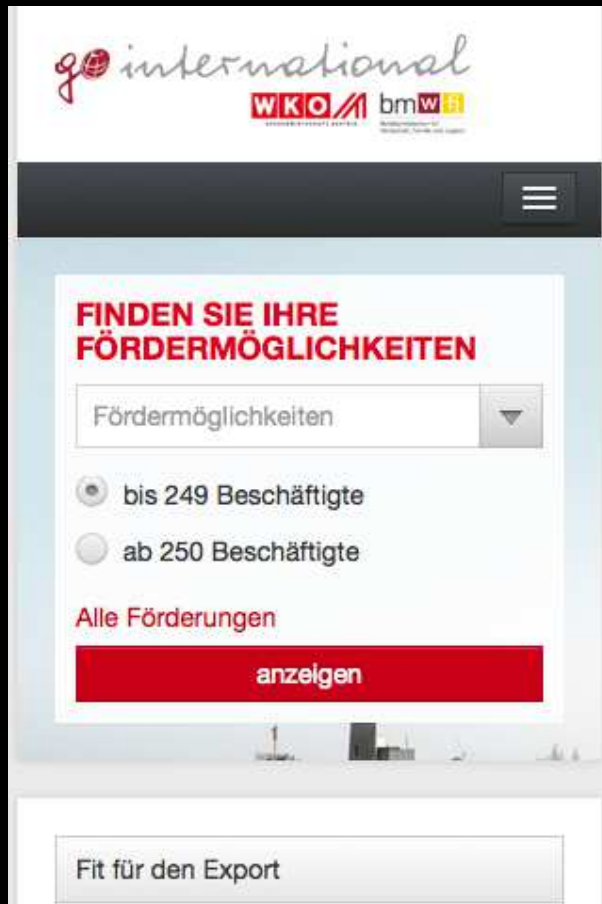 go international
WKO bmwfi
FINDEN SIE IHRE
FÖRDERMÖGLICHKEITEN
Fördermöglichkeiten
bis 249 Beschäftigte
ab 250 Beschäftigte
Alle Förderungen
anzeigen
Fit für den Export